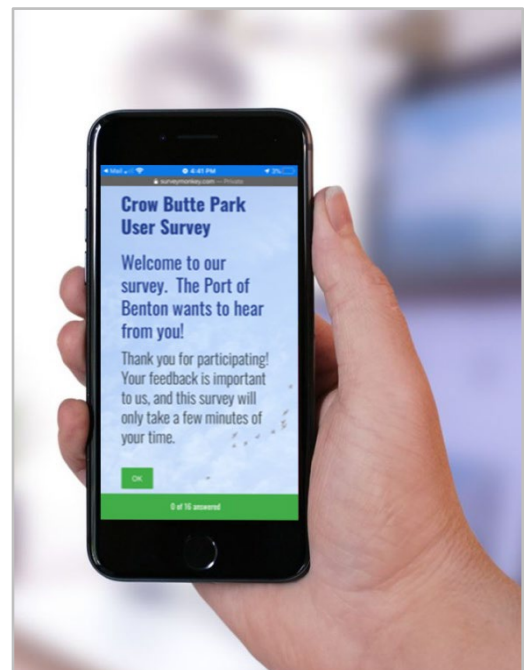 Mail 4:41 PM 3%
surveymonkey.com — Private
Crow Butte Park
User Survey
Welcome to our
survey. The Port of
Benton wants to hear
from you!
Thank you for participating!
Your feedback is important
to us, and this survey will
only take a few minutes of
your time.
OK
0 of 16 answered